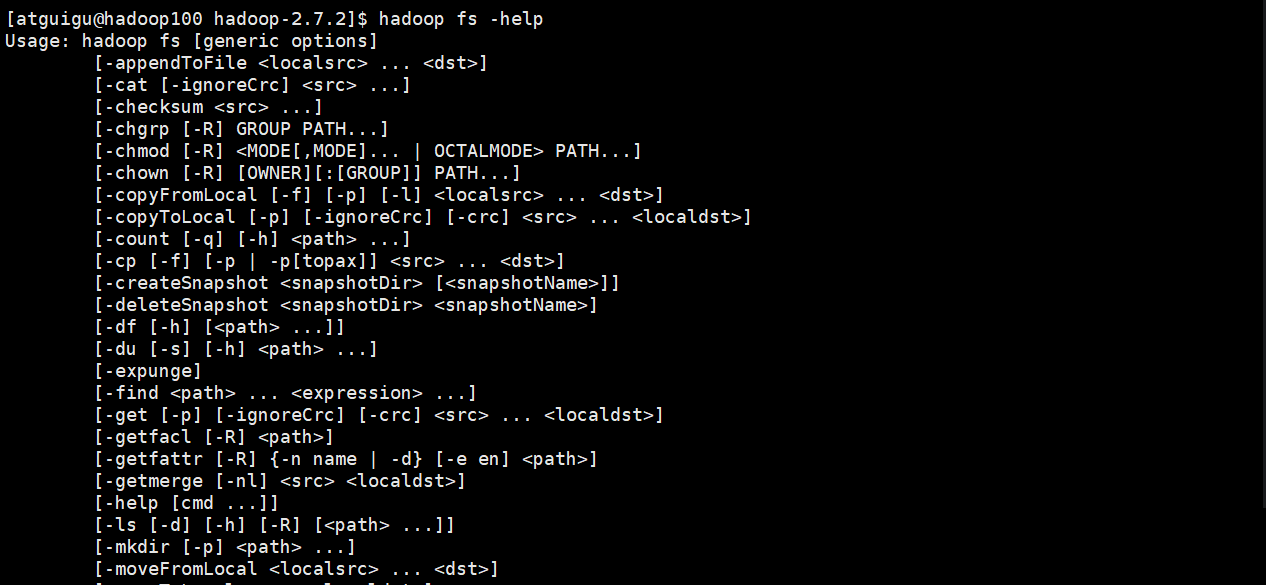 [atguigu@hadoop100 hadoop-2.7.2]$ hadoop fs -help
Usage: hadoop fs [generic options]
[-appendToFile <localsrc> ... <dst>]
[-cat [-ignoreCrc] <src> ...]
[-checksum <src> ...]
[-chgrp [-R] GROUP PATH...]
[-chmod [-R] <MODE[,MODE]... | OCTALMODE> PATH...]
[-chown [-R] [OWNER][:[GROUP]] PATH...]
[-copyFromLocal [-f] [-p] [-l] <localsrc> ... <dst>]
[-copyToLocal [-p] [-ignoreCrc] [-crc] <src> ... <localdst>]
[-count [-q] [-h] <path> ...]
[-cp [-f] [-p | -p[topax]] <src> ... <dst>]
[-createSnapshot <snapshotDir> [<snapshotName>]]
[-deleteSnapshot <snapshotDir> <snapshotName>]
[-df [-h] [<path> ...]]
[-du [-s] [-h] <path> ...]
[-expunge]
[-find <path> ... <expression> ...]
[-get [-p] [-ignoreCrc] [-crc] <src> ... <localdst>]
[-getfacl [-R] <path>]
[-getfattr [-R] {-n name | -d} [-e en] <path>]
[-getmerge [-nl] <src> <localdst>]
[-help [cmd ...]]
[-ls [-d] [-h] [-R] [<path> ...]]
[-mkdir [-p] <path> ...]
[-moveFromLocal <localsrc> ... <dst>]